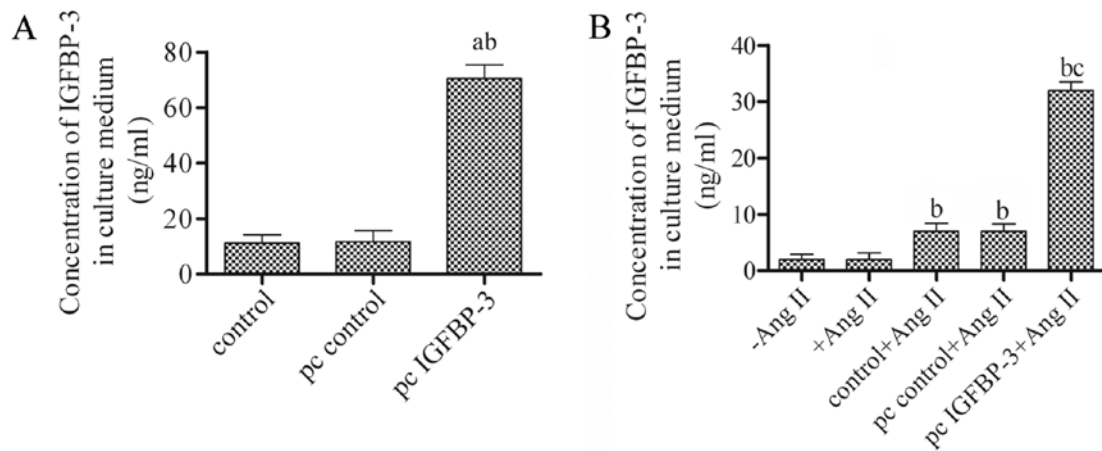 A
Concentration of IGFBP-3
in culture medium
(ng/ml)
80
60
40
20
0
ab
control
pc control
pc IGFBP-3
B
Concentration of IGFBP-3
in culture medium
(ng/ml)
40
30
20
10
0
b
b
bc
-Ang II
+Ang II
control+Ang II
pc control+Ang II
pc IGFBP-3+Ang II